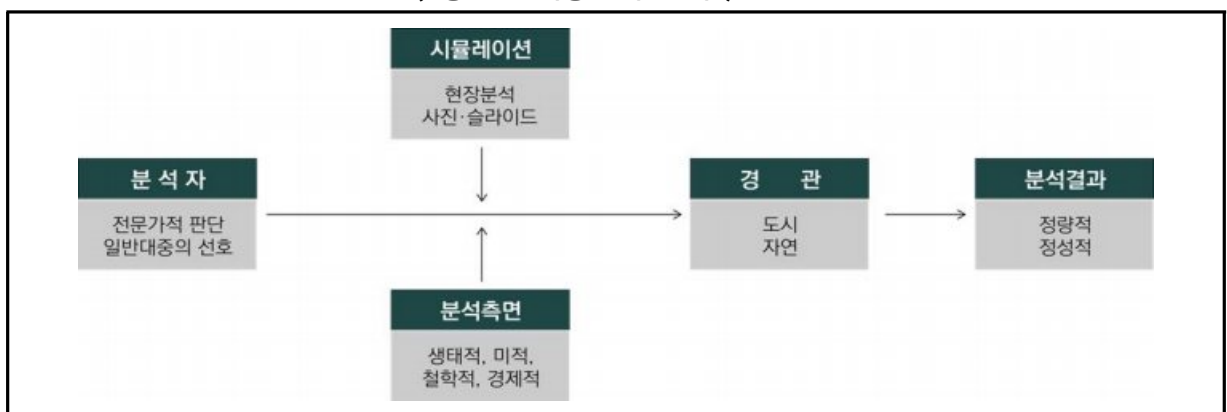 시뮬레이션
현장분석
사진·슬라이드
분 석 자
전문가적 판단
일반대중의 선호
경 관
도시
자연
분석결과
정량적
정성적
분석측면
생태적, 미적,
철학적, 경제적